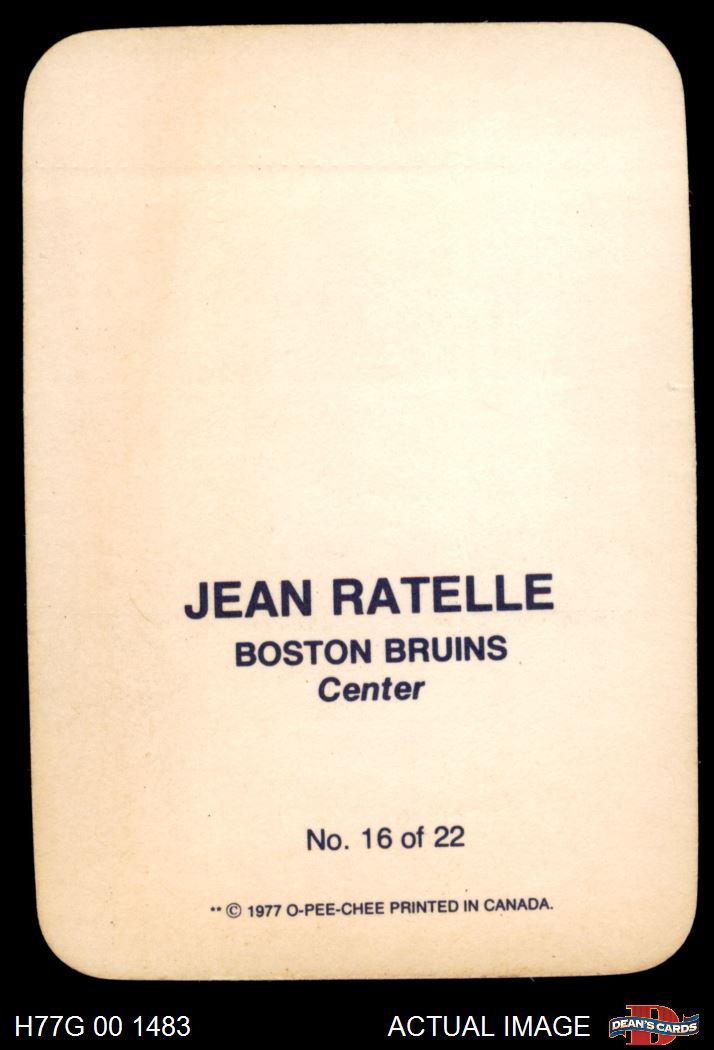 JEAN RATELLE
BOSTON BRUINS
Center
No. 16 of 22
** © 1977 O-PEE-CHEE PRINTED IN CANADA.
H77G 00 1483
ACTUAL IMAGE
D
DEAN'S CARDS